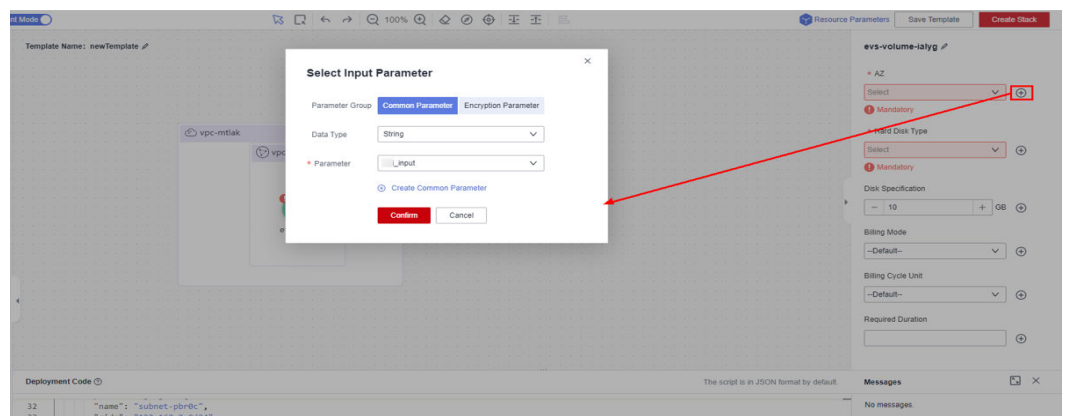 nt Mode
100%
Resource Parameters
Save Template
Create Stack
Template Name: newTemplate
evs-volume-ialyg
Select Input Parameter
* AZ
Select
Mandatory
Parameter Group
Common Parameter
Encryption Parameter
Data Type
String
vpc-mtlak
* Hard Disk Type
vpc
Select
* Parameter
_input
Mandatory
Create Common Parameter
Disk Specification
10
GB
Confirm
Cancel
Billing Mode
--Default--
Billing Cycle Unit
--Default--
Required Duration
Deployment Code
The script is in JSON format by default.
Messages
32
"name": "subnet-pbr0c",
No messages.